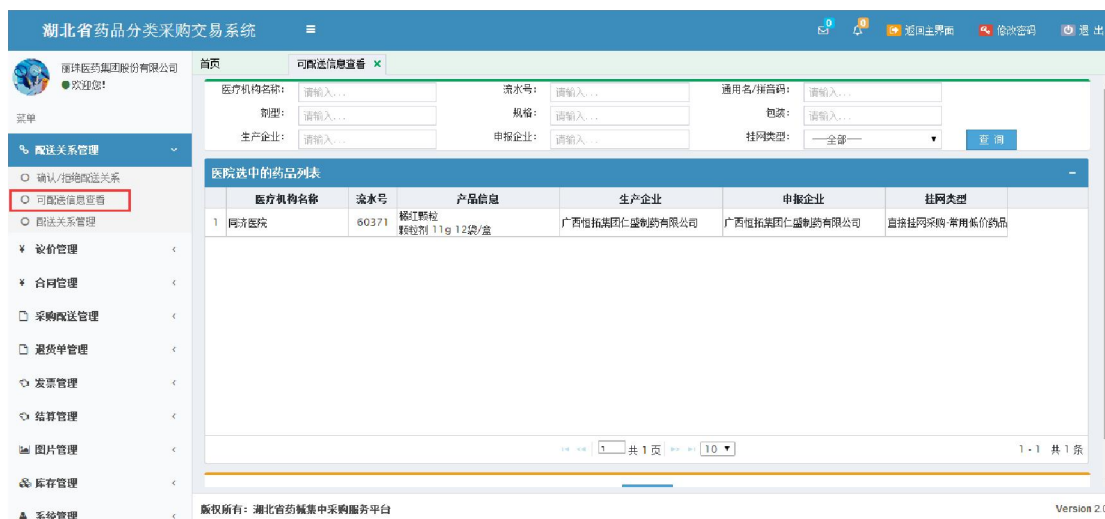 湖北省药品分类采购交易系统
0
0
返回主界面
修改密码
退 出
丽珠医药集团股份有限公司
欢迎您!
菜单
配送关系管理
确认/拒绝配送关系
可配送信息查看
配送关系管理
议价管理
合同管理
采购配送管理
退货单管理
发票管理
结算管理
图片管理
库存管理
系统管理
首页 可配送信息查看 ×
医疗机构名称: 请输入... 流水号: 请输入... 通用名/拼音码: 请输入...
剂型: 请输入... 规格: 请输入... 包装: 请输入...
生产企业: 请输入... 申报企业: 请输入... 挂网类型: ----全部---- 查 询
医院选中的药品列表
医疗机构名称 流水号 产品信息 生产企业 申报企业 挂网类型
1 同济医院 60371 橘红颗粒 广西恒拓集团仁盛制药有限公司 广西恒拓集团仁盛制药有限公司 直接挂网采购-常用低价药品
颗粒剂 11g 12袋/盒
1 共 1 页 10 1 - 1 共 1 条
版权所有：湖北省药械集中采购服务平台 Version 2.0